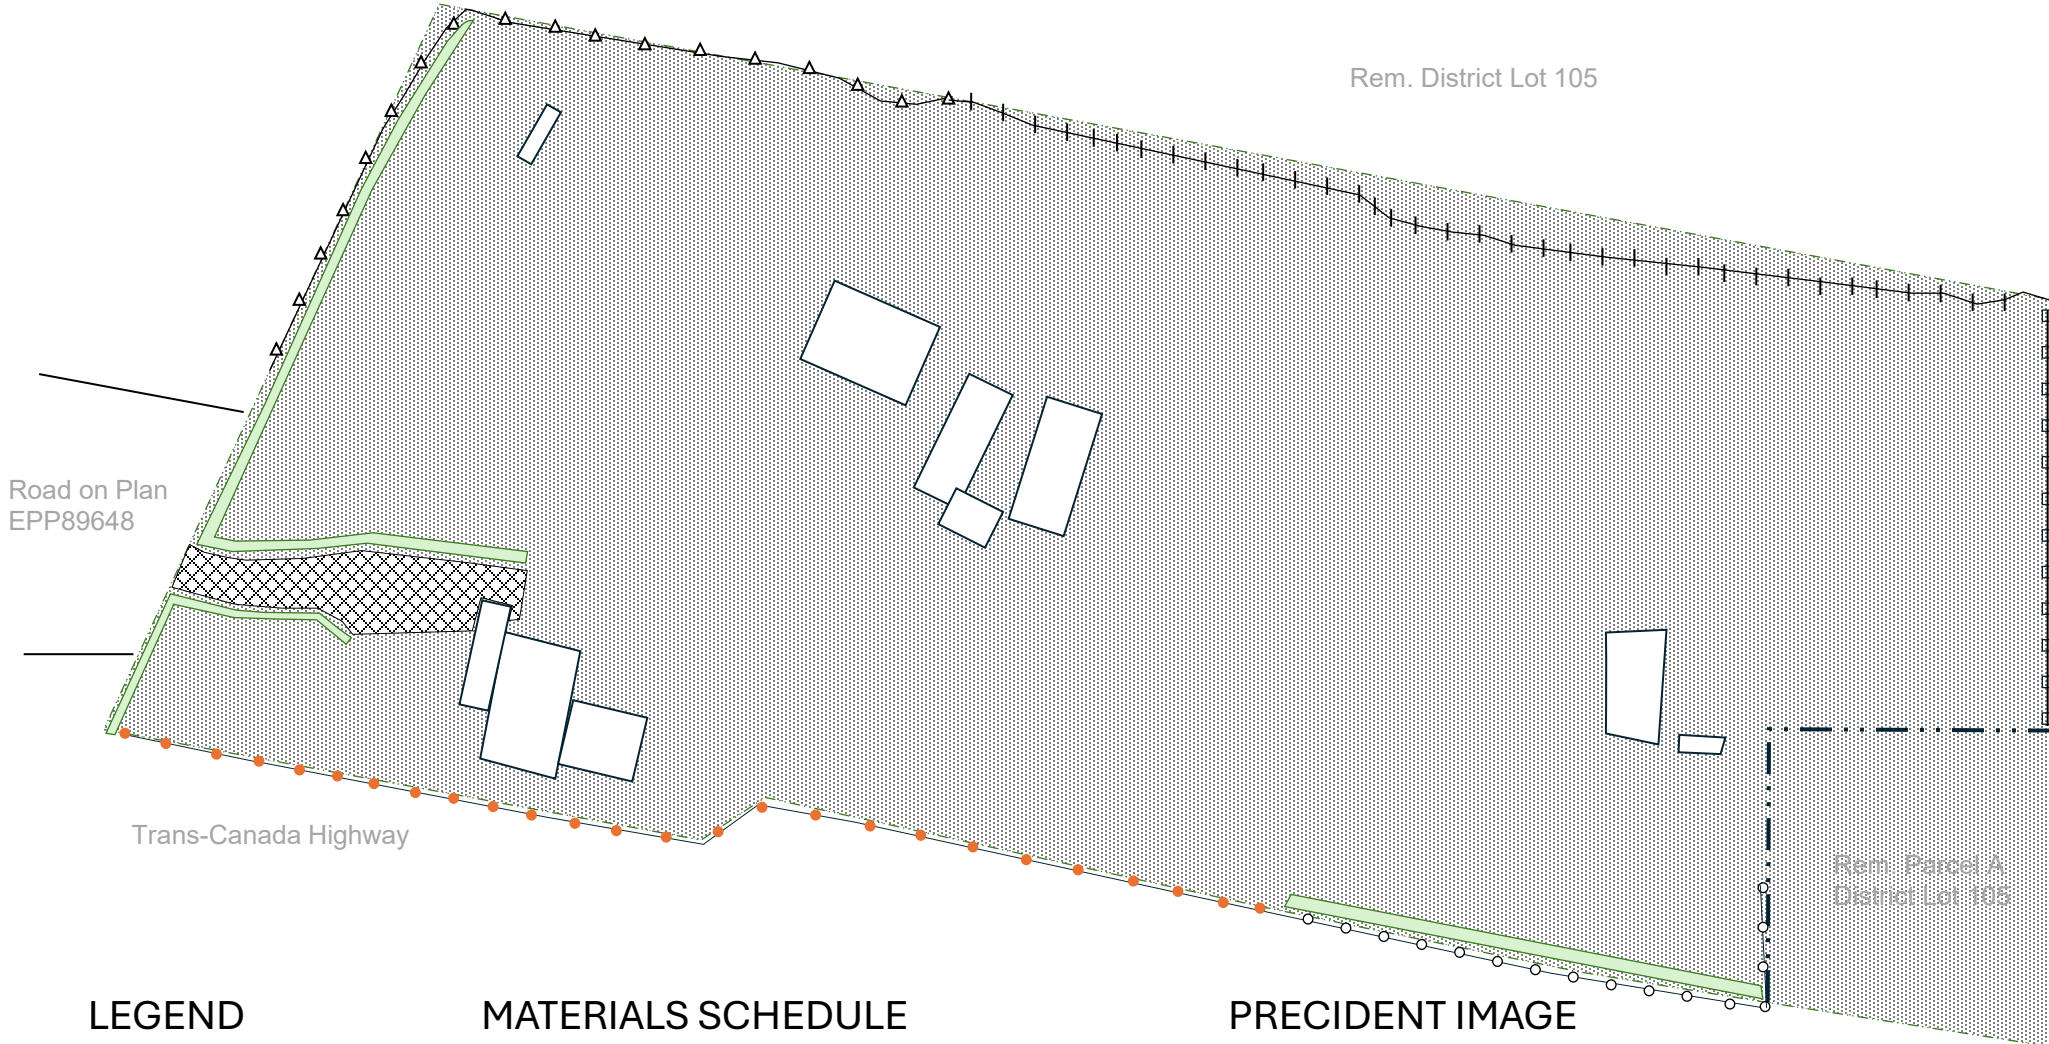 Rem. District Lot 105
Road on Plan
EPP89648
Trans-Canada Highway
Rem. Parcel A
District Lot 105
LEGEND
MATERIALS SCHEDULE
PRECIDENT IMAGE